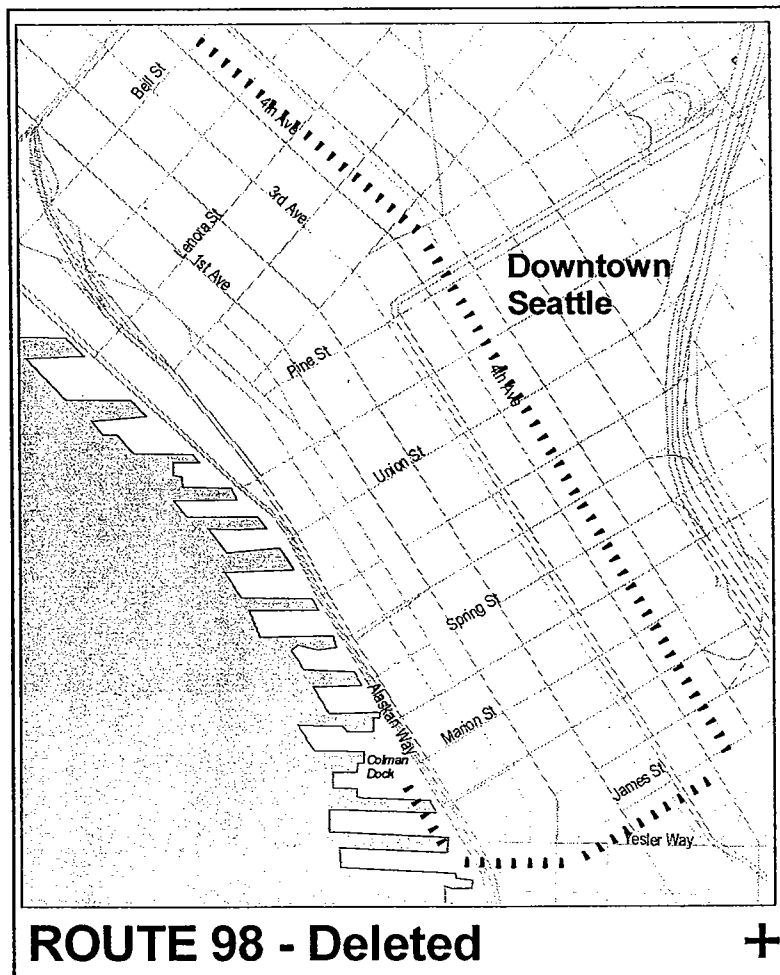 Bell St
4th Ave
3rd Ave
Lenora St
1st Ave
Downtown
Seattle
Pine St
4th Ave
Union St
Spring St
Alaskan Way
Marion St
Colman
Dock
James St
Yesler Way
ROUTE 98 - Deleted